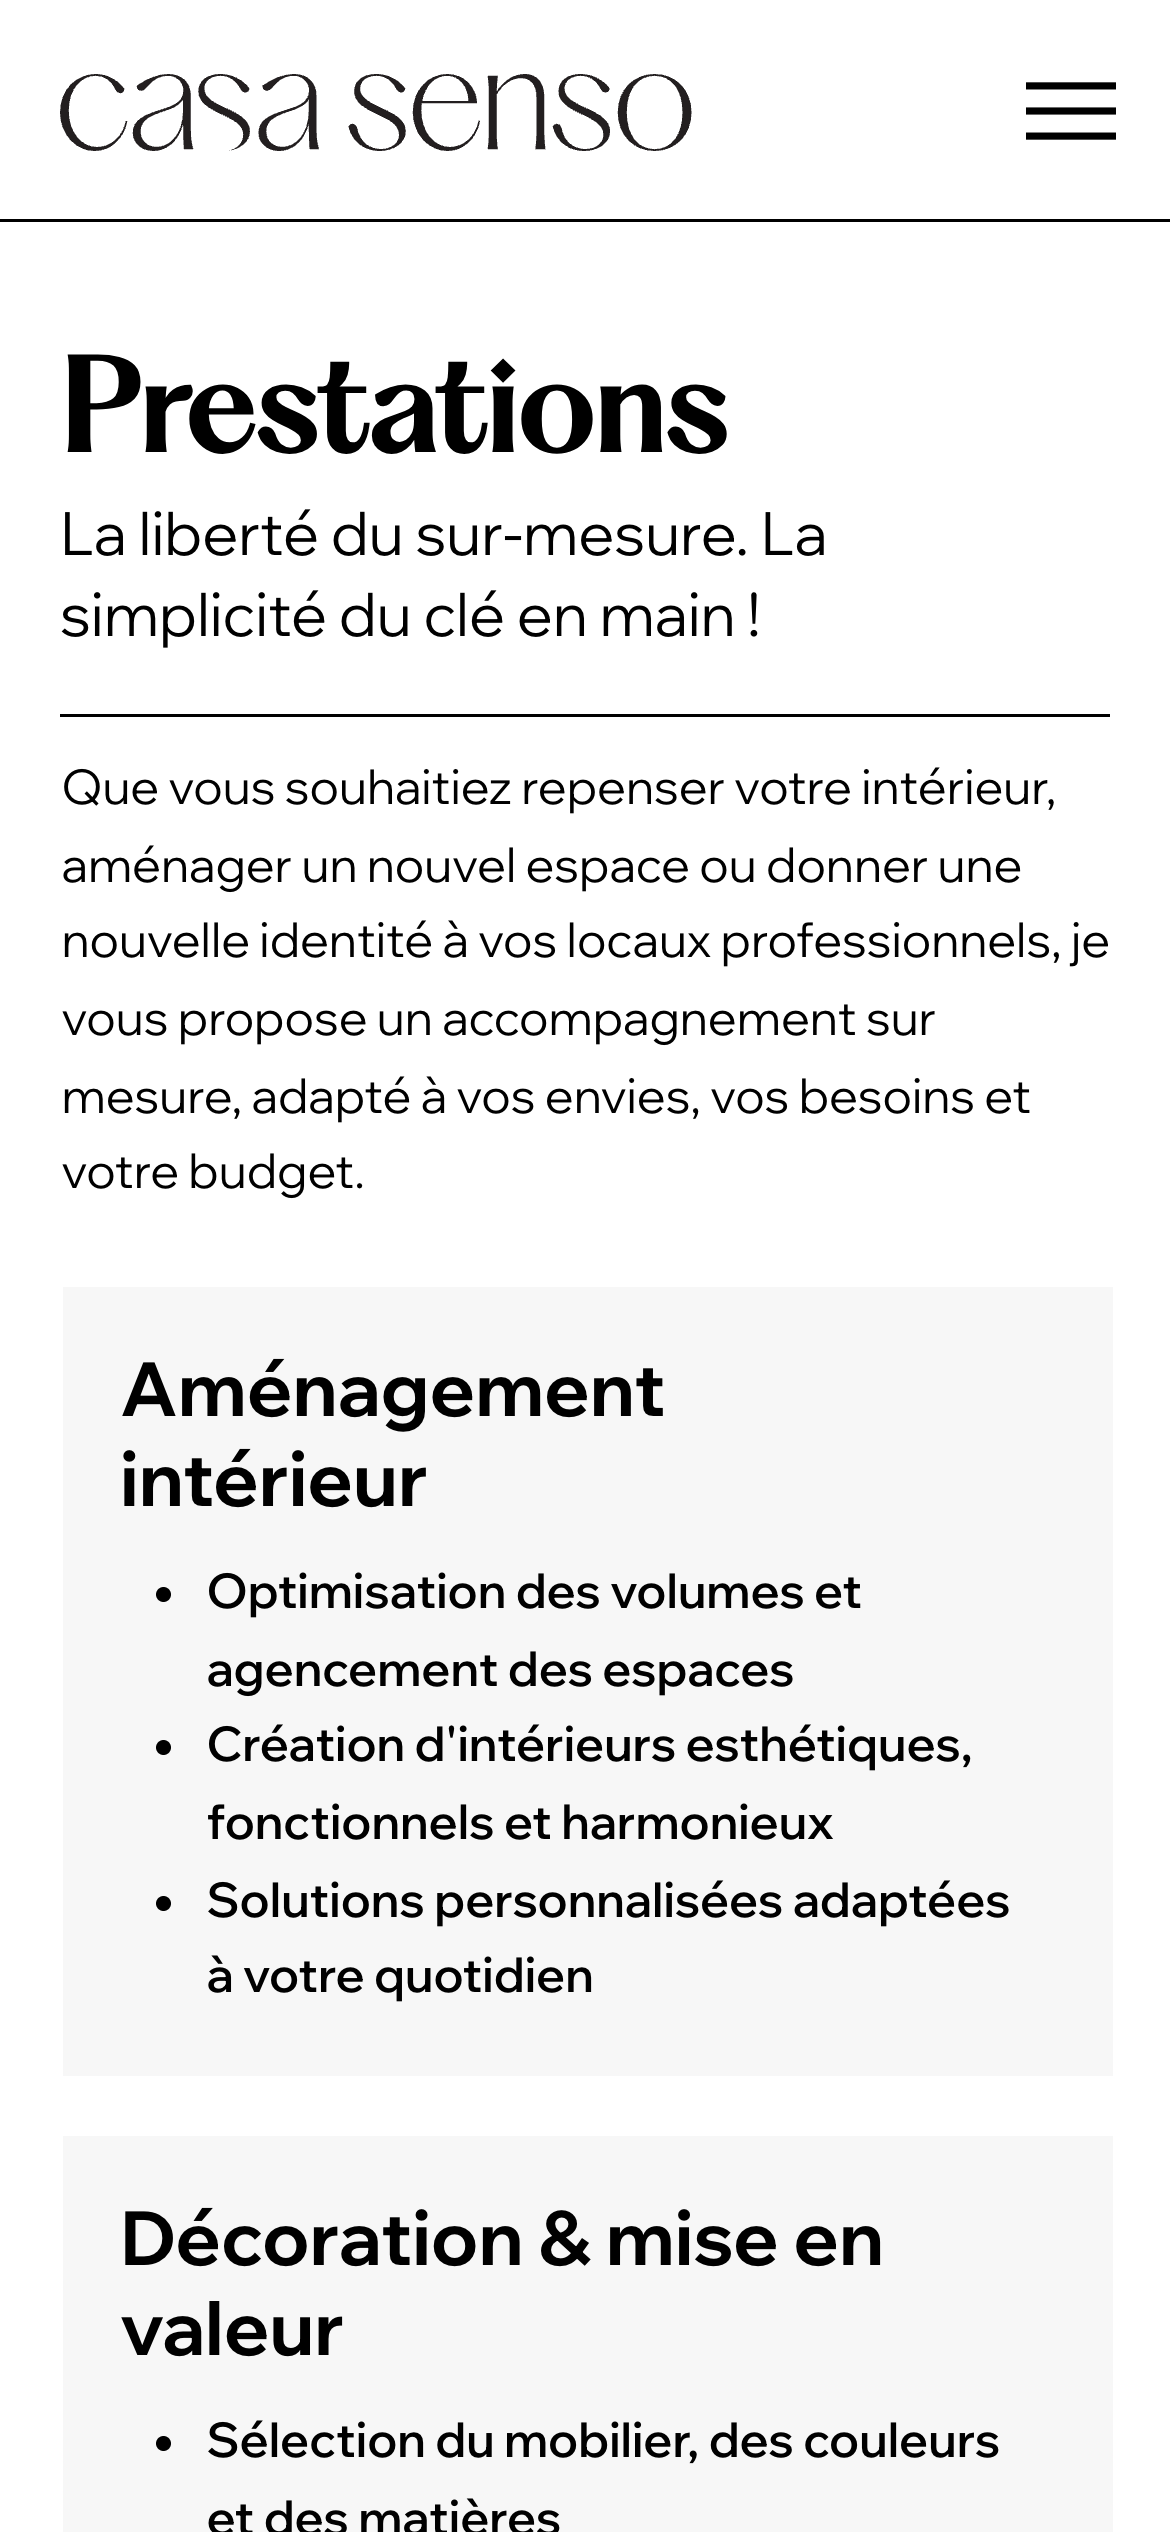 casa senso
Prestations
La liberté du sur-mesure. La
simplicité du clé en main !
Que vous souhaitiez repenser votre intérieur,
aménager un nouvel espace ou donner une
nouvelle identité à vos locaux professionnels, je
vous propose un accompagnement sur
mesure, adapté à vos envies, vos besoins et
votre budget.
Aménagement
intérieur
• Optimisation des volumes et
agencement des espaces
• Création d'intérieurs esthétiques,
fonctionnels et harmonieux
• Solutions personnalisées adaptées
à votre quotidien
Décoration & mise en
valeur
• Sélection du mobilier, des couleurs
et des matières